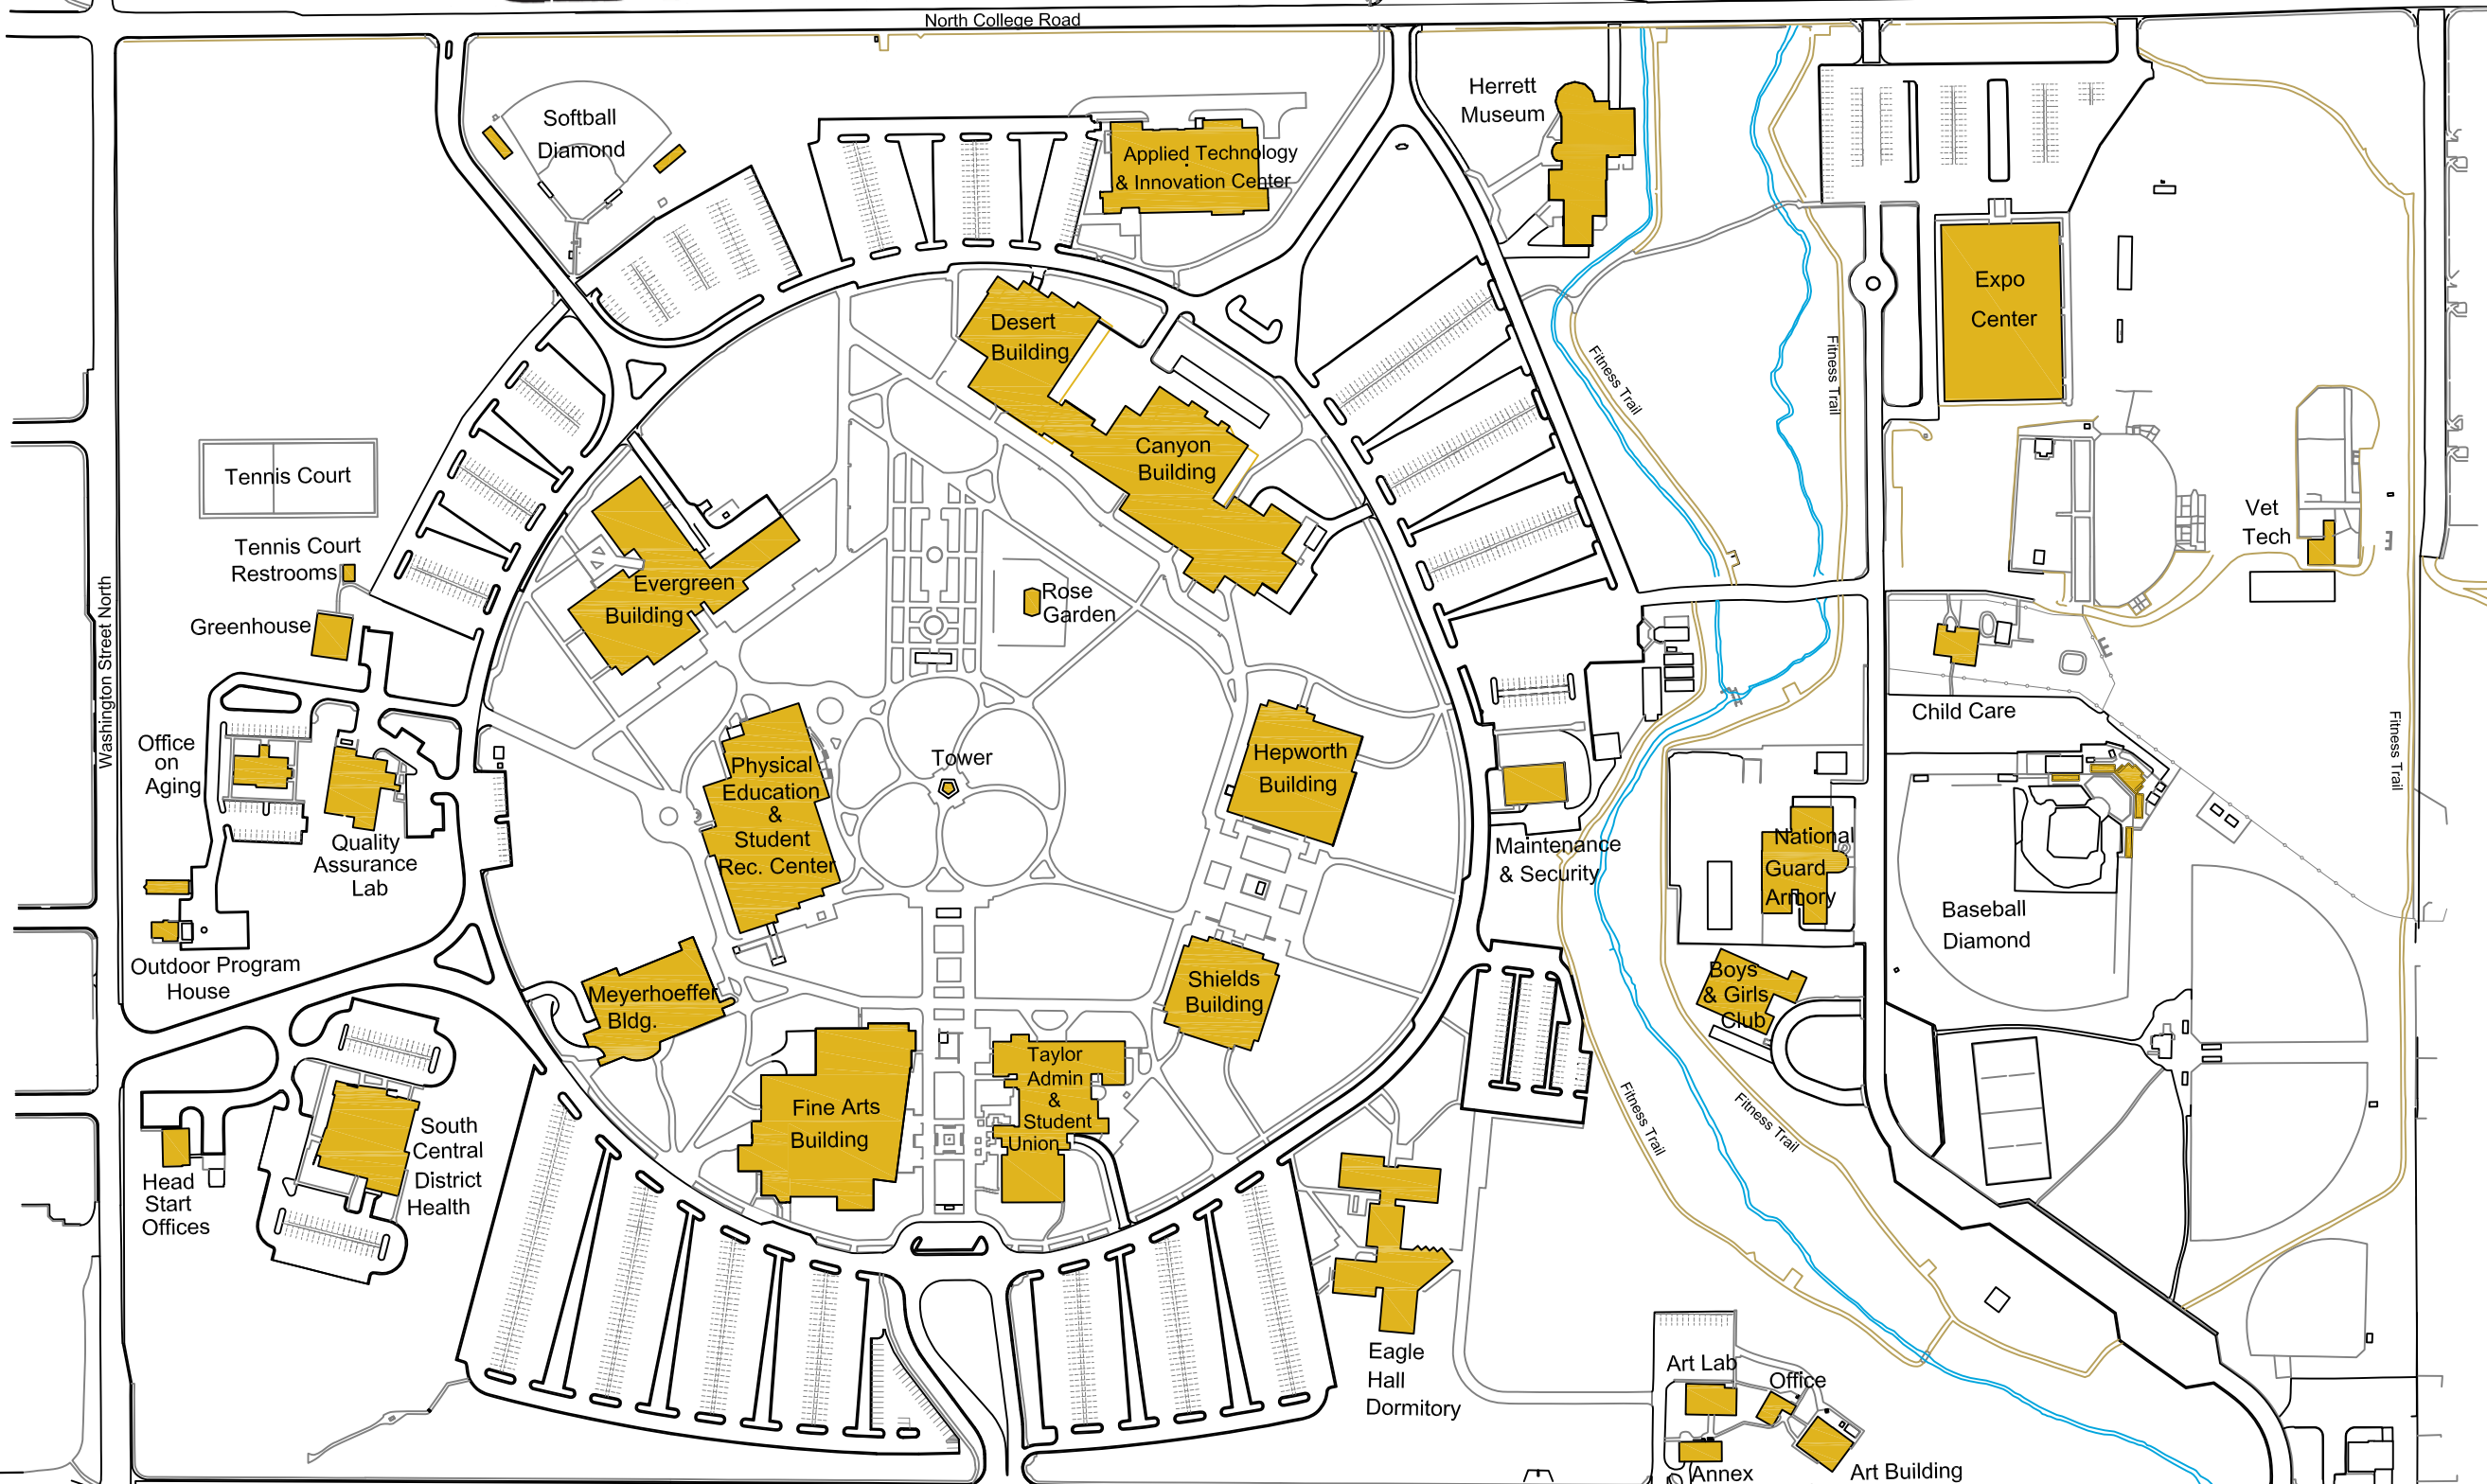 North College Road
Softball
Diamond
Applied Technology
& Innovation Center
Herrett
Museum
Expo
Center
Desert
Building
Canyon
Building
Fitness Trail
Fitness Trail
Tennis Court
Tennis Court
Restrooms
Greenhouse
Evergreen
Building
Rose
Garden
Vet
Tech
Washington Street North
Office
on
Aging
Quality
Assurance
Lab
Physical
Education
&
Student
Rec. Center
Tower
Hepworth
Building
Child Care
Fitness Trail
Maintenance
& Security
National
Guard
Armory
Baseball
Diamond
Outdoor Program
House
Meyerhoeffer
Bldg.
Shields
Building
Boys
& Girls
Club
Taylor
Admin
&
Student
Union
Fine Arts
Building
South
Central
District
Health
Head
Start
Offices
Fitness Trail
Fitness Trail
Eagle
Hall
Dormitory
Art Lab
Office
Annex
Art Building